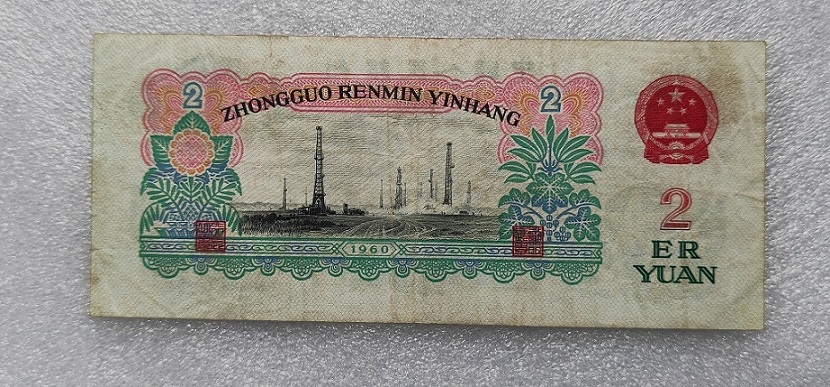 2
ZHONGGUO RENMIN YINHANG
2
1960
2
ER
YUAN